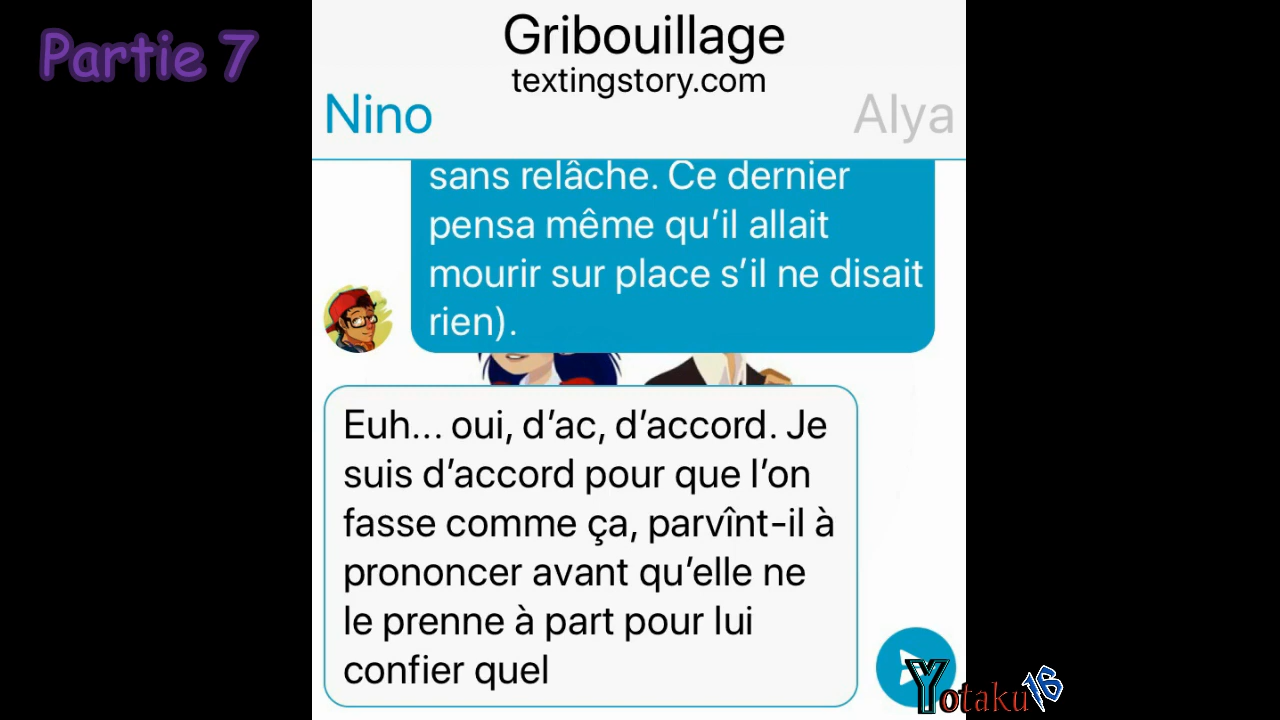 Partie 7
Gribouillage
textingstory.com
Nino
Alya
sans relâche. Ce dernier
pensa même qu’il allait
mourir sur place s’il ne disait
rien).
Euh... oui, d’ac, d’accord. Je
suis d’accord pour que l’on
fasse comme ça, parvînt-il à
prononcer avant qu’elle ne
le prenne à part pour lui
confier quel
Yotaku16